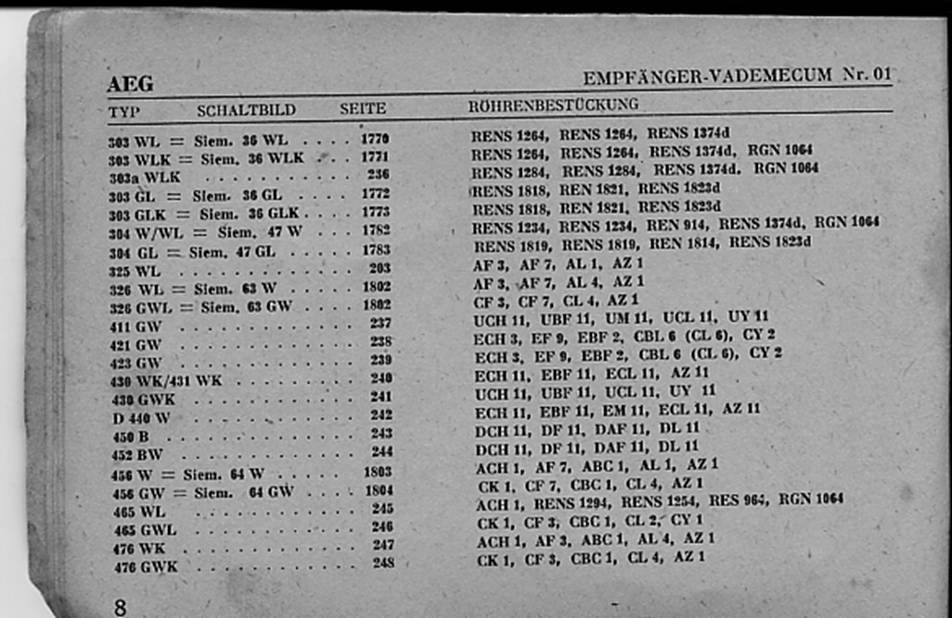 AEG EMPFÄNGER-VADEMECUM Nr. 01
TYP SCHALTBILD SEITE RÖHRENBESTÜCKUNG
303 WL = Siem. 36 WL . . . . 1770 RENS 1264, RENS 1264, RENS 1374d
303 WLK = Siem. 36 WLK . . . 1771 RENS 1264, RENS 1264, RENS 1374d, RGN 1064
303a WLK . . . . . . . . . . . 236 RENS 1284, RENS 1284, RENS 1374d. RGN 1064
303 GL = Siem. 36 GL . . . . 1772 RENS 1818, REN 1821, RENS 1823d
303 GLK = Siem. 36 GLK . . . . 1773 RENS 1818, REN 1821, RENS 1823d
304 W/WL = Siem. 47 W . . . 1782 RENS 1234, RENS 1234, REN 914, RENS 1374d, RGN 1064
304 GL = Siem. 47 GL . . . . . 1783 RENS 1819, RENS 1819, REN 1814, RENS 1823d
325 WL . . . . . . . . . . . . . 203 AF 3, AF 7, AL 1, AZ 1
326 WL = Siem. 63 W . . . . . 1802 AF 3, AF 7, AL 4, AZ 1
326 GWL = Siem. 63 GW . . . . 1802 CF 3, CF 7, CL 4, AZ 1
411 GW . . . . . . . . . . . . . 237 UCH 11, UBF 11, UM 11, UCL 11, UY 11
421 GW . . . . . . . . . . . . . 238 ECH 3, EF 9, EBF 2, CBL 6 (CL 6), CY 2
423 GW . . . . . . . . . . . . . 239 ECH 3, EF 9, EBF 2, CBL 6 (CL 6), CY 2
430 WK/431 WK . . . . . . . . . 240 ECH 11, EBF 11, ECL 11, AZ 11
430 GWK . . . . . . . . . . . . 241 UCH 11, UBF 11, UCL 11, UY 11
D 440 W . . . . . . . . . . . . 242 ECH 11, EBF 11, EM 11, ECL 11, AZ 11
450 B . . . . . . . . . . . . . . 243 DCH 11, DF 11, DAF 11, DL 11
452 BW . . . . . . . . . . . . . 244 DCH 11, DF 11, DAF 11, DL 11
456 W = Siem. 64 W . . . . . 1803 ACH 1, AF 7, ABC 1, AL 1, AZ 1
456 GW = Siem. 64 GW . . . . 1804 CK 1, CF 7, CBC 1, CL 4, AZ 1
465 WL . . . . . . . . . . . . 245 ACH 1, RENS 1294, RENS 1254, RES 964, RGN 1064
465 GWL . . . . . . . . . . . . 246 CK 1, CF 3, CBC 1, CL 2, CY 1
476 WK . . . . . . . . . . . . . 247 ACH 1, AF 3, ABC 1, AL 4, AZ 1
476 GWK . . . . . . . . . . . . 248 CK 1, CF 3, CBC 1, CL 4, AZ 1
8